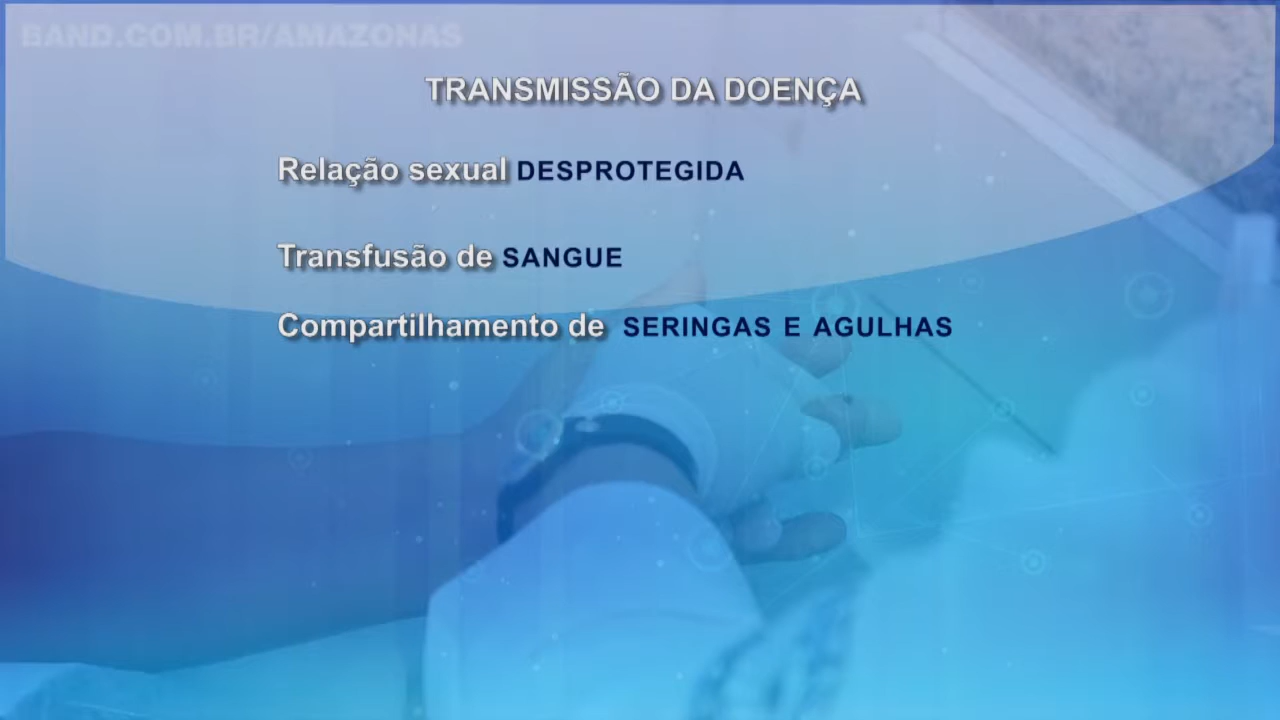 BAND.COM.BR/AMAZONAS
TRANSMISSÃO DA DOENÇA
Relação sexual DESPROTEGIDA
Transfusão de SANGUE
Compartilhamento de SERINGAS E AGULHAS